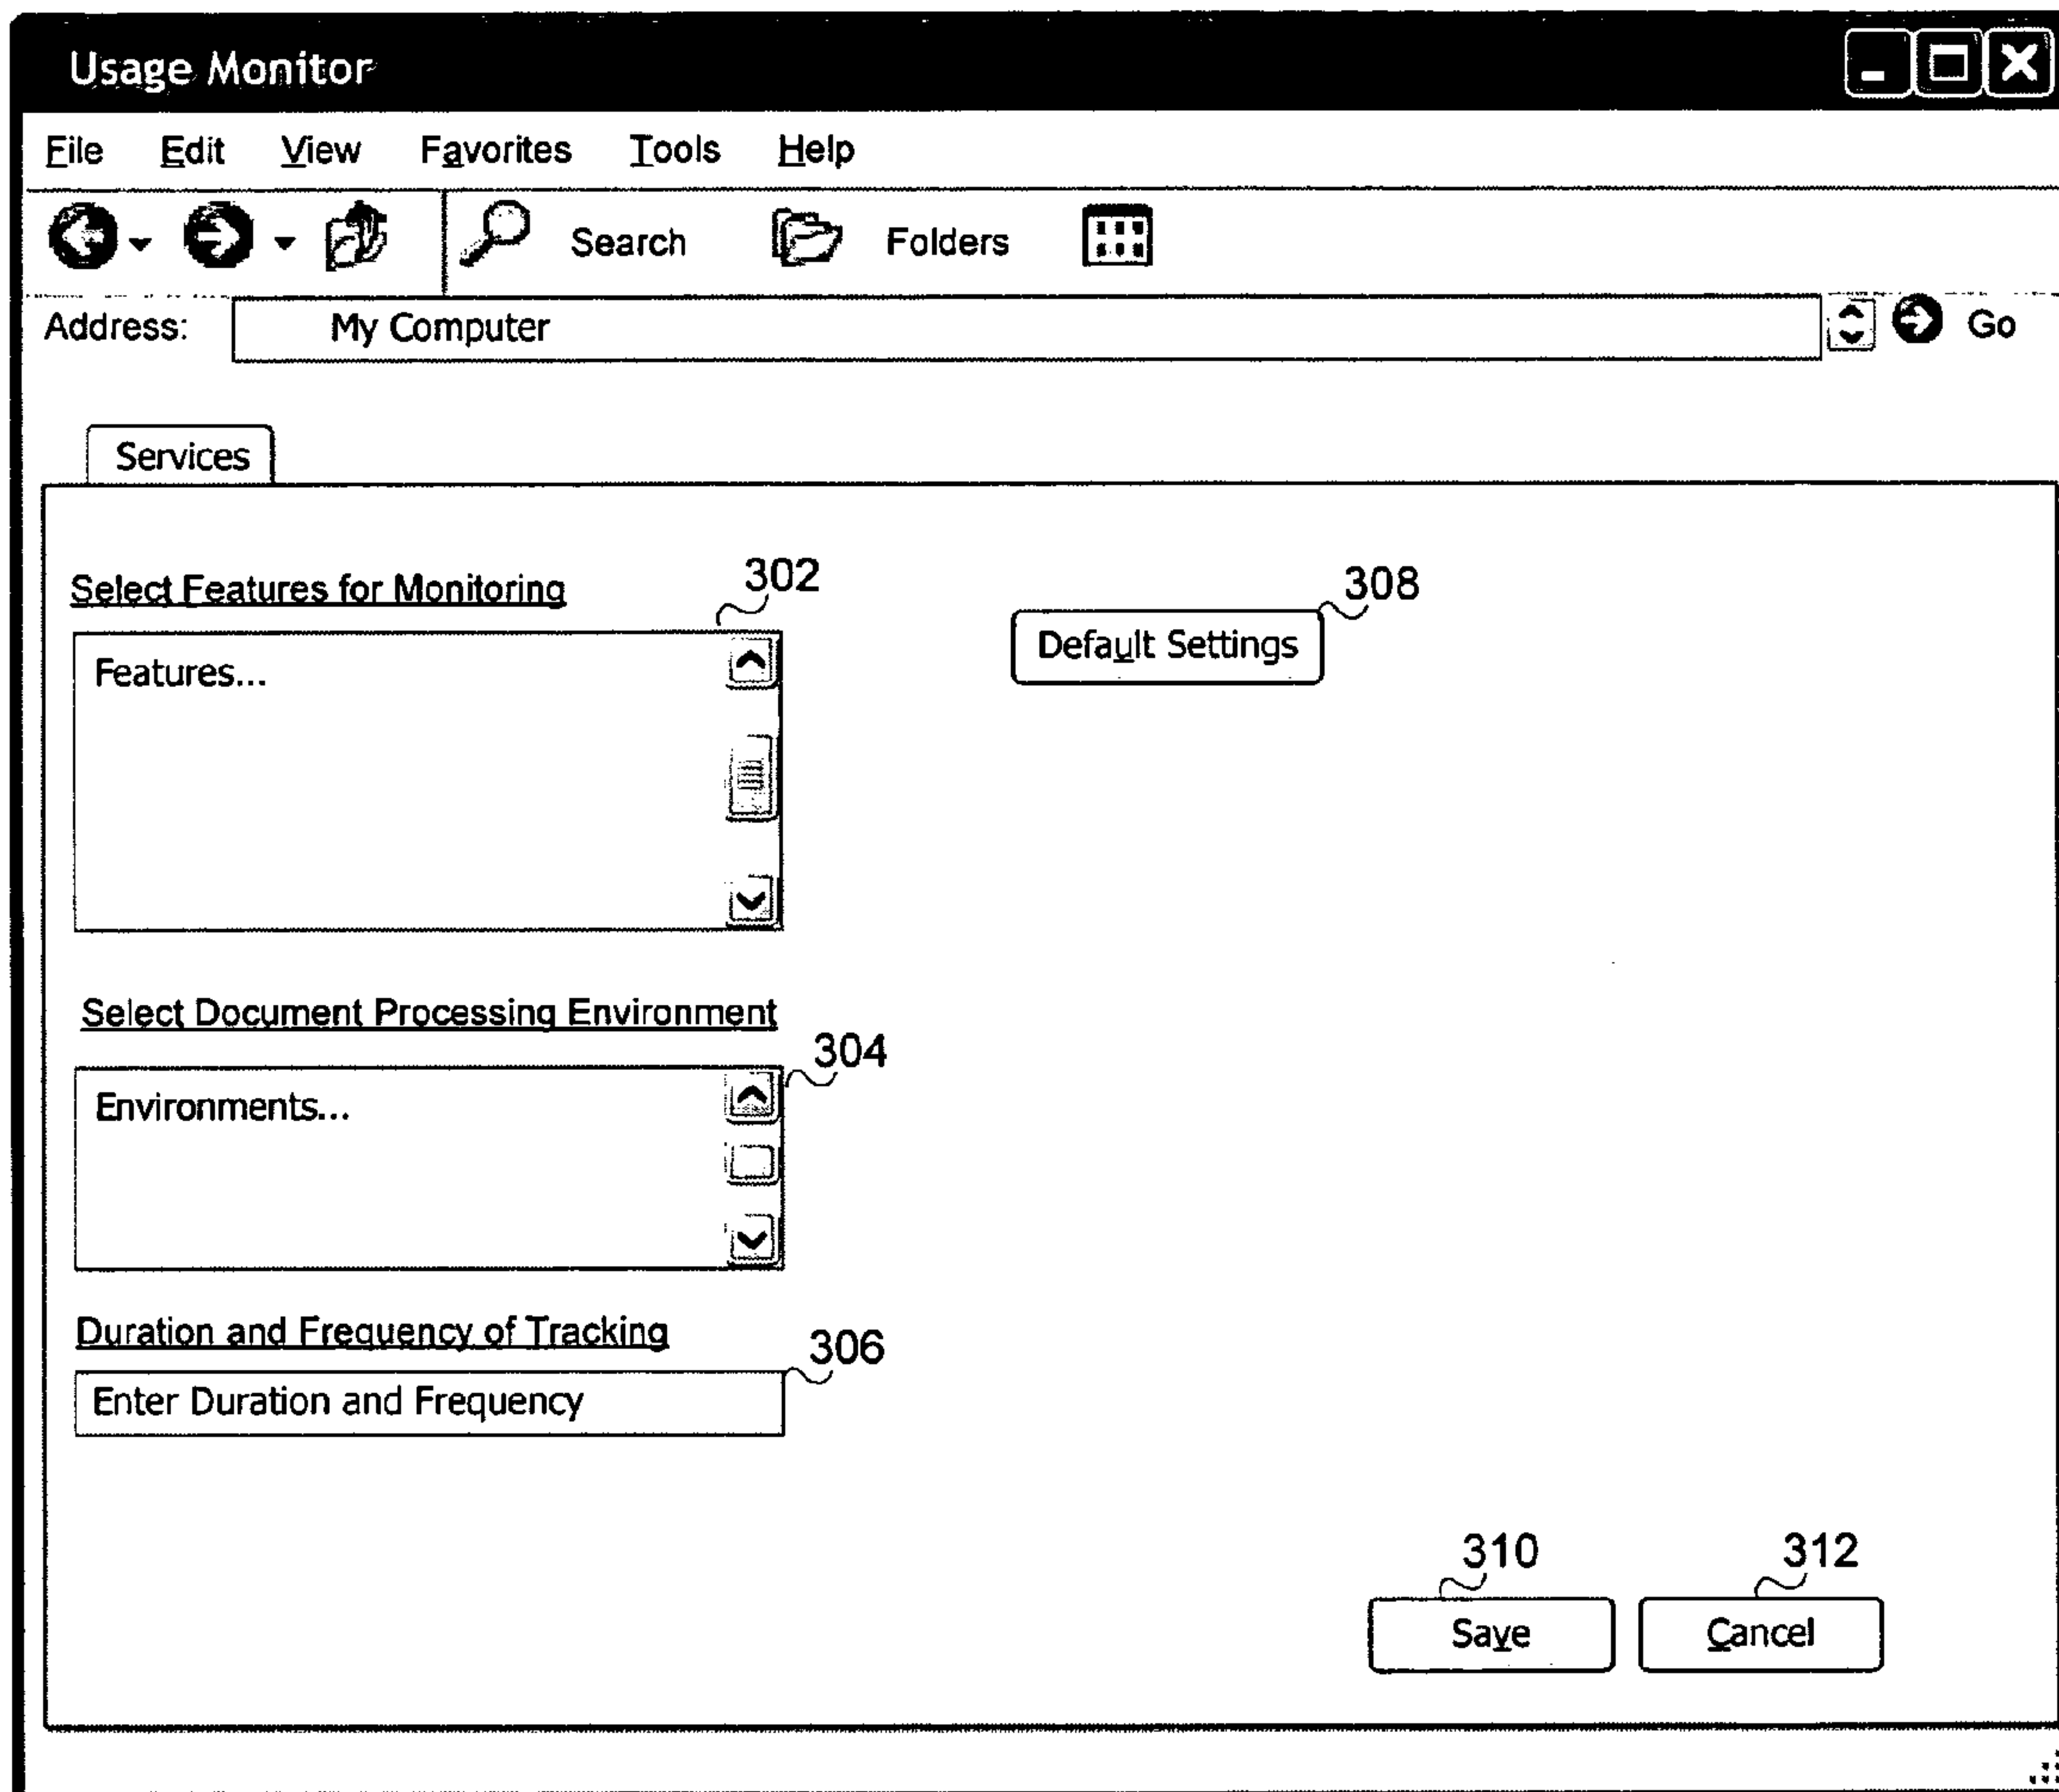 Usage Monitor
File Edit View Favorites Tools Help
Search Folders
Address: My Computer Go
Services
Select Features for Monitoring 302
Features...
308
Default Settings
Select Document Processing Environment
304
Environments...
Duration and Frequency of Tracking 306
Enter Duration and Frequency
310 312
Save Cancel